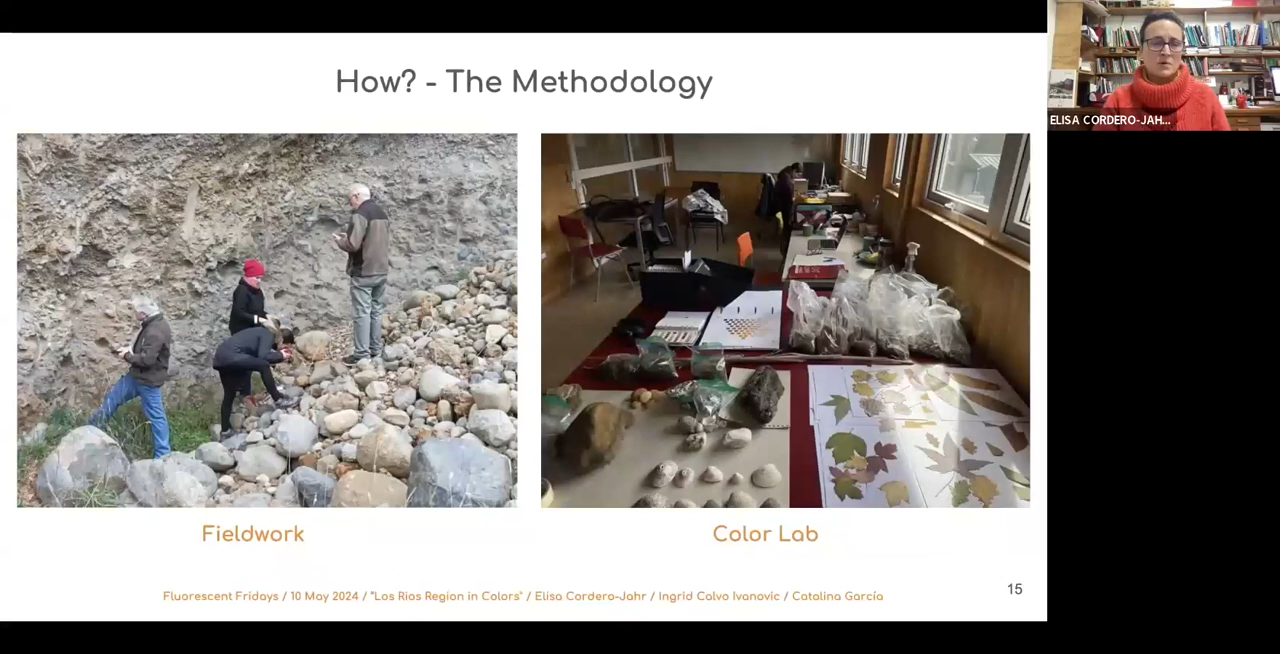 How? - The Methodology
ELISA CORDERO-JAH...
Fieldwork
Color Lab
Fluorescent Fridays / 10 May 2024 / "Los Rios Region in Colors" / Elisa Cordero-Jahr / Ingrid Calvo Ivanovic / Catalina García
15